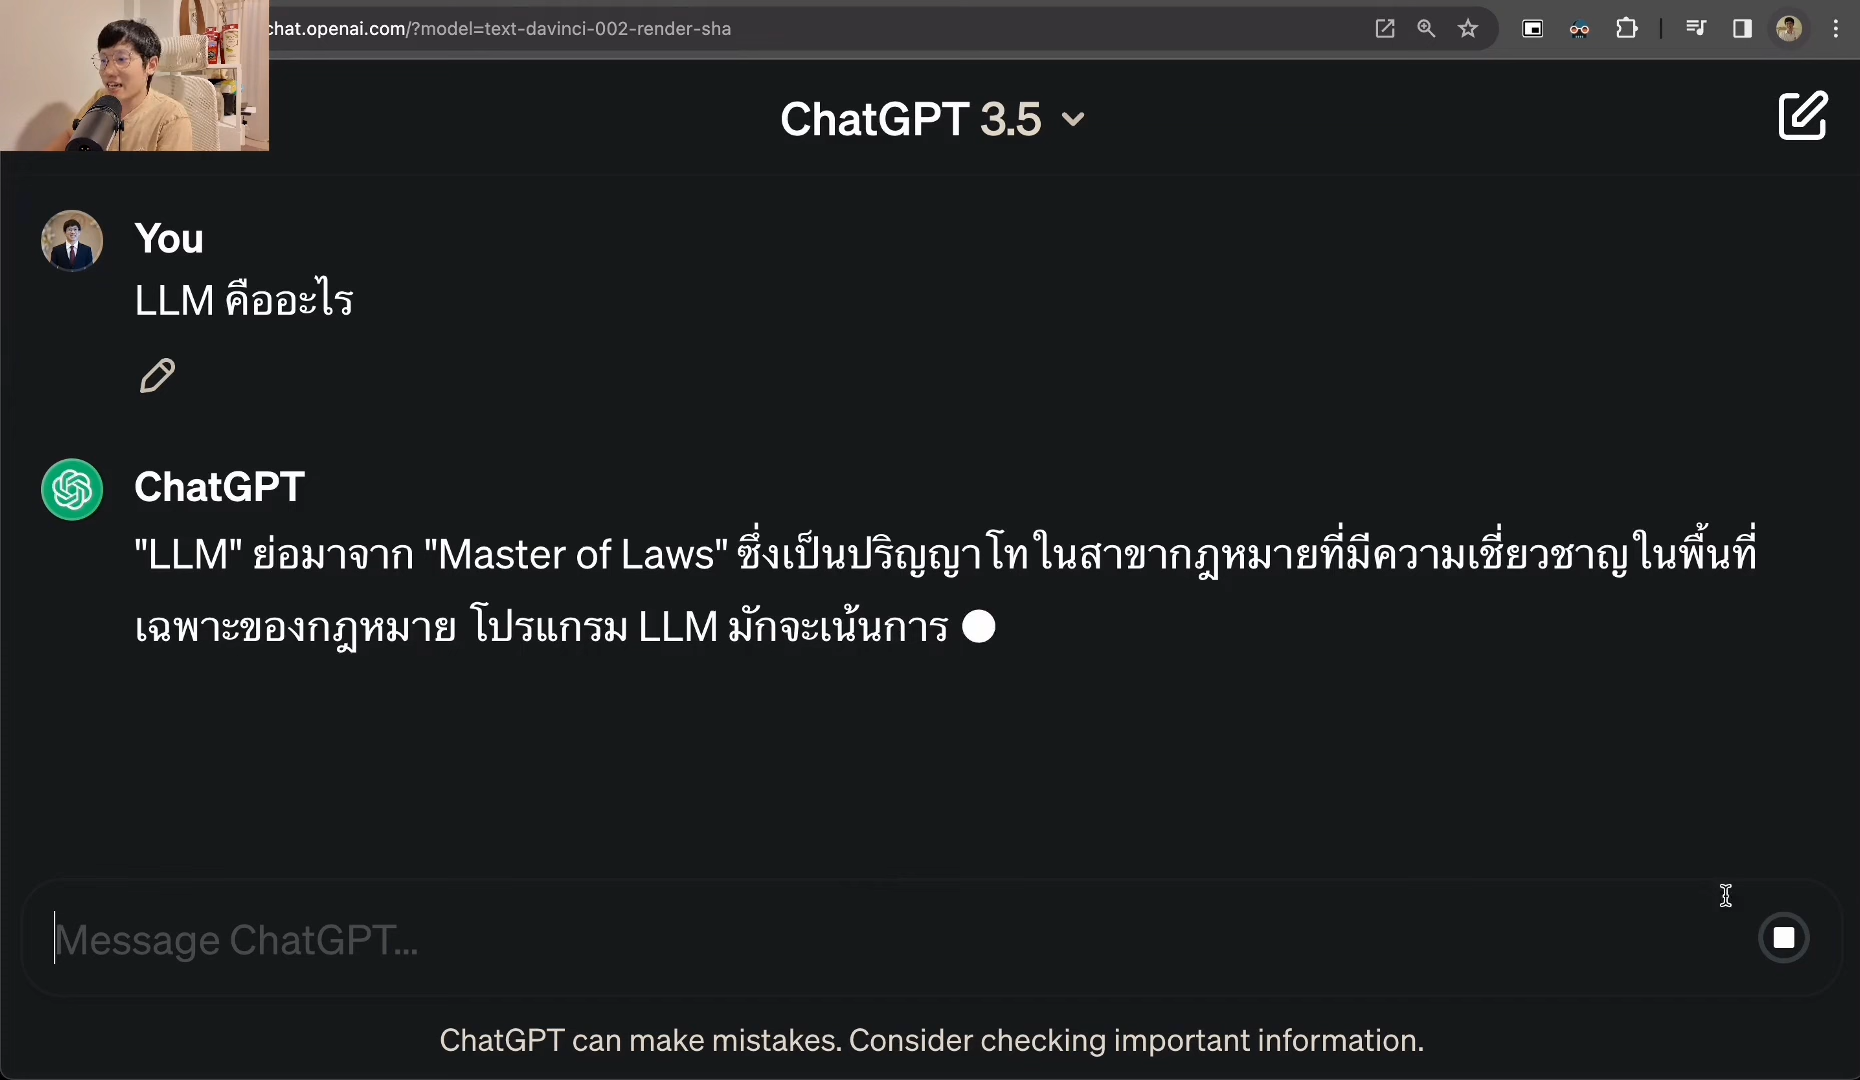 chat.openai.com/?model=text-davinci-002-render-sha
ChatGPT 3.5
You
LLM คืออะไร
ChatGPT
"LLM" ย่อมาจาก "Master of Laws" ซึ่งเป็นปริญญาโทในสาขากฎหมายที่มีความเชี่ยวชาญในพื้นที่
เฉพาะของกฎหมาย โปรแกรม LLM มักจะเน้นการ
Message ChatGPT...
ChatGPT can make mistakes. Consider checking important information.